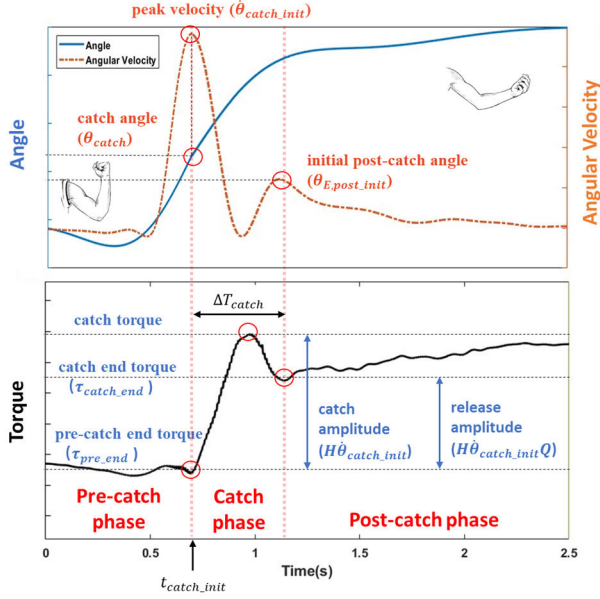 peak velocity (θ̇catch_init)
Angle
Angular Velocity
catch angle
(θcatch)
initial post-catch angle
(θE,post_init)
Angle
Angular Velocity
ΔTcatch
catch torque
catch end torque
(τcatch_end)
pre-catch end torque
(τpre_end)
catch
amplitude
(Hθ̇catch_init)
release
amplitude
(Hθ̇catch_initQ)
Torque
Pre-catch
phase
Catch
phase
Post-catch phase
0
0.5
1
1.5
2
2.5
Time(s)
tcatch_init